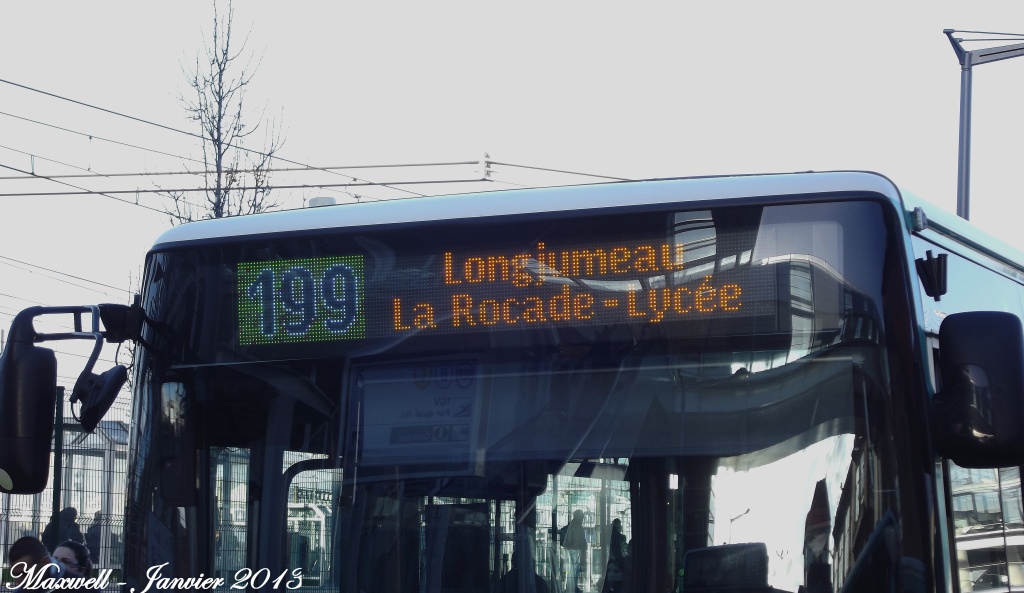 199
Longjumeau
La Rocade-Lycée
Maxwell - Janvier 2013